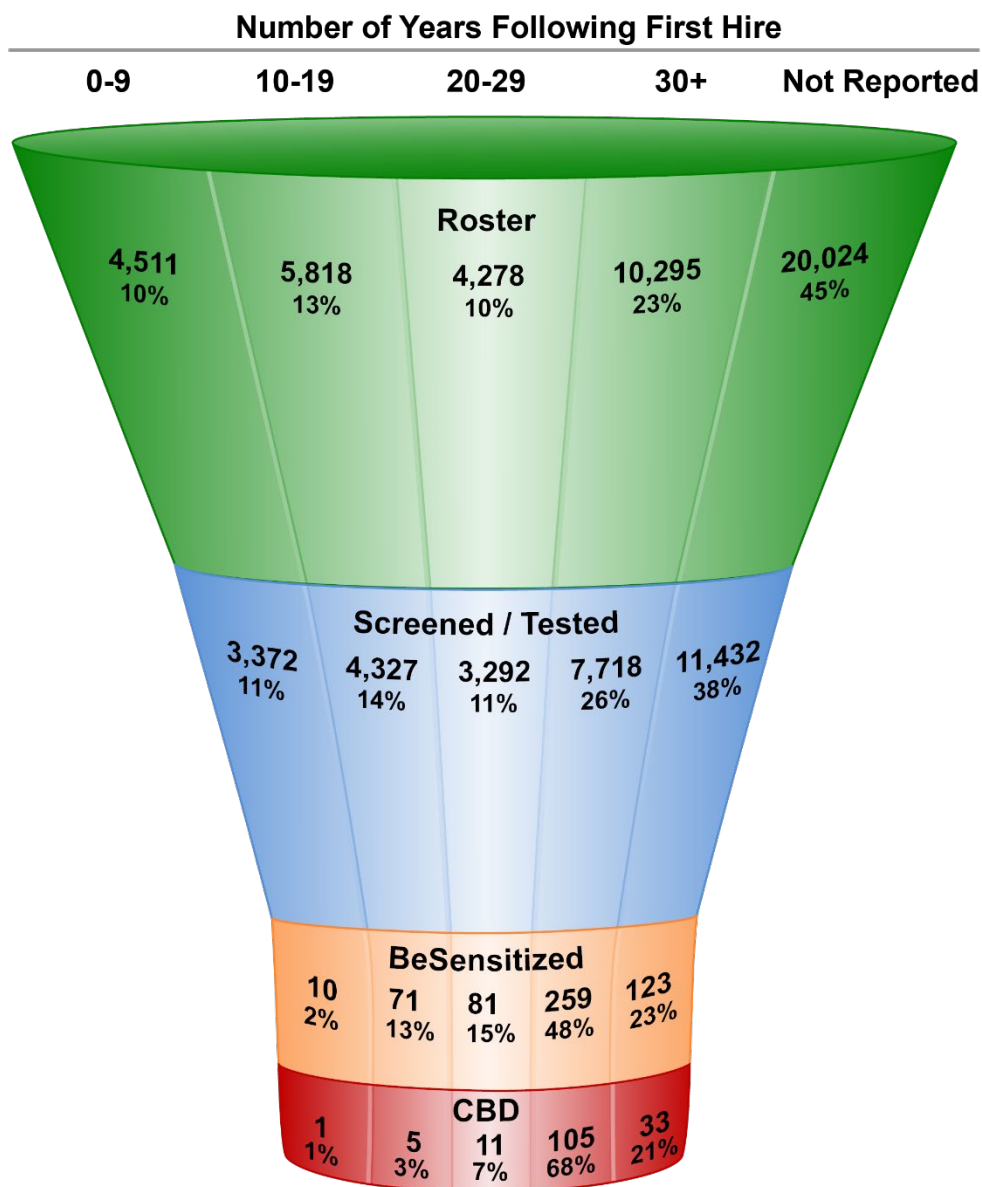 Number of Years Following First Hire
0-9 10-19 20-29 30+ Not Reported
Roster
4,511 5,818 4,278 10,295 20,024
10% 13% 10% 23% 45%
Screened / Tested
3,372 4,327 3,292 7,718 11,432
11% 14% 11% 26% 38%
BeSensitized
10 71 81 259 123
2% 13% 15% 48% 23%
CBD
1 5 11 105 33
1% 3% 7% 68% 21%